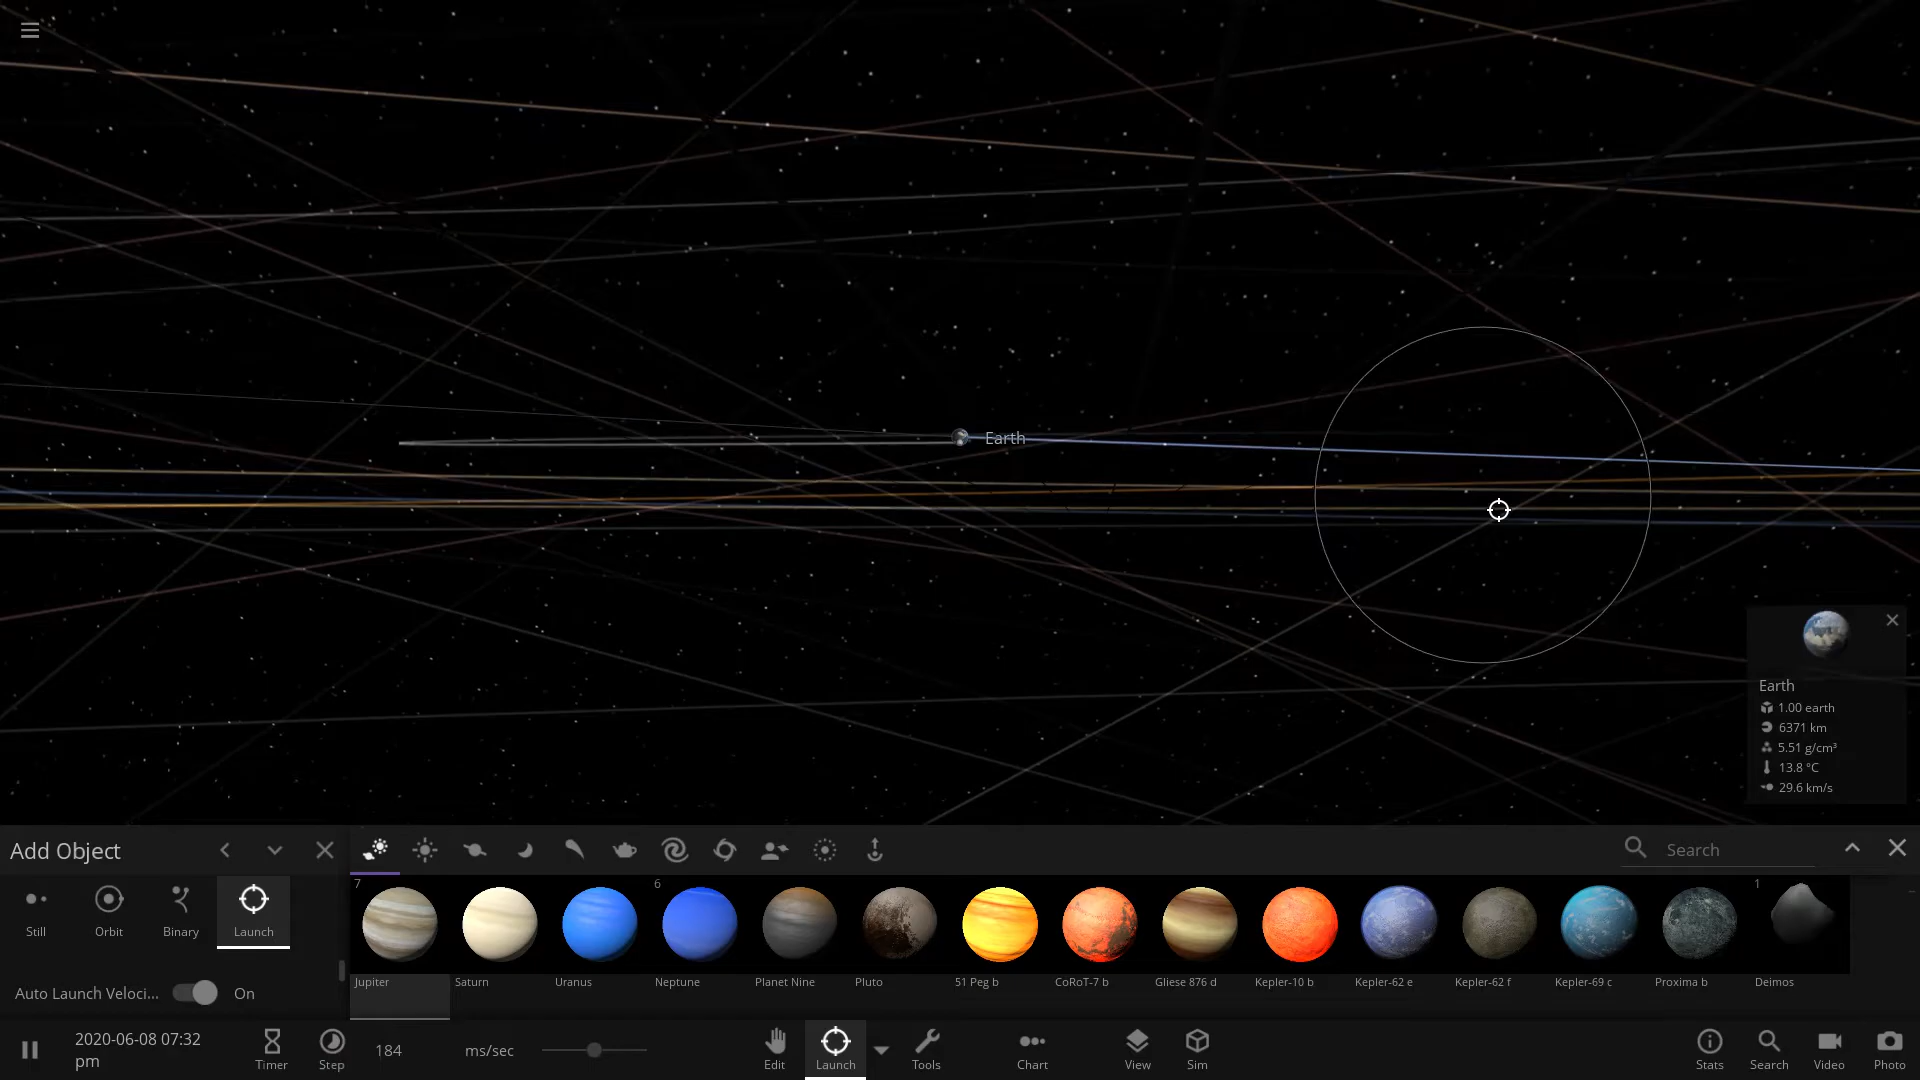 Earth
Earth
1.00 earth
6371 km
5.51 g/cm³
13.8 °C
29.6 km/s
Add Object
Search
Still
Orbit
Binary
Launch
7
6
1
Jupiter
Saturn
Uranus
Neptune
Planet Nine
Pluto
51 Peg b
CoRoT-7 b
Gliese 876 d
Kepler-10 b
Kepler-62 e
Kepler-62 f
Kepler-69 c
Proxima b
Deimos
Auto Launch Veloci...
On
2020-06-08 07:32
pm
Timer
Step
184
ms/sec
Edit
Launch
Tools
Chart
View
Sim
Stats
Search
Video
Photo